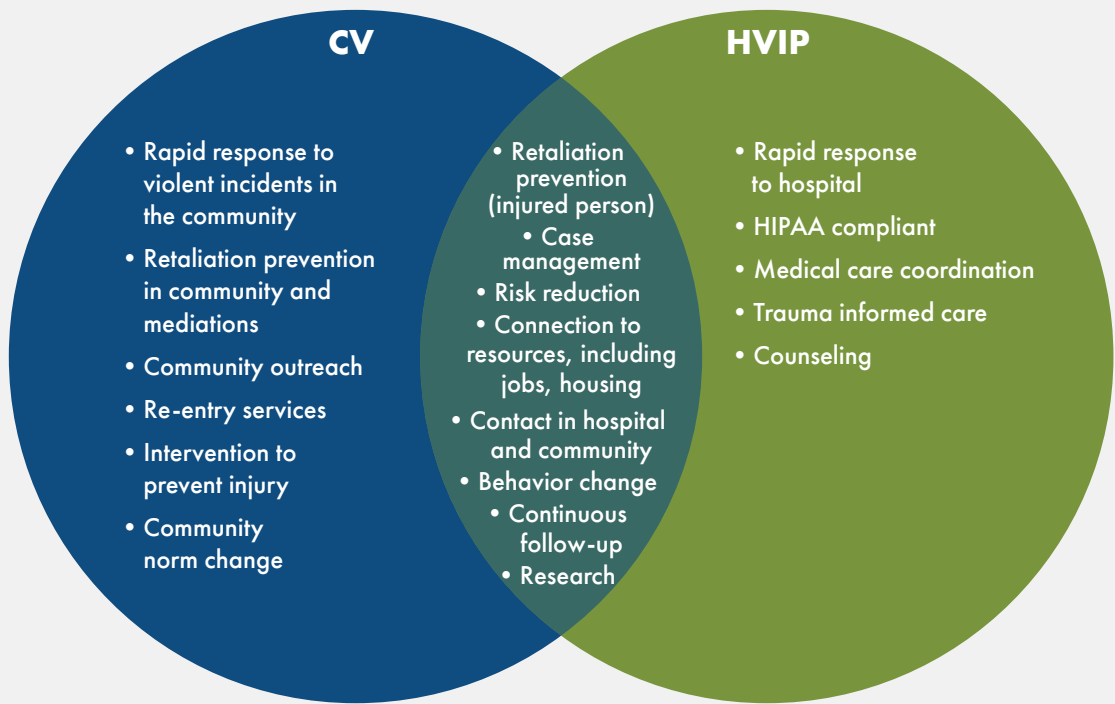 CV
• Rapid response to
violent incidents in
the community
• Retaliation prevention
in community and
mediations
• Community outreach
• Re-entry services
• Intervention to
prevent injury
• Community
norm change
• Retaliation
prevention
(injured person)
• Case
management
• Risk reduction
• Connection to
resources, including
jobs, housing
• Contact in hospital
and community
• Behavior change
• Continuous
follow-up
• Research
HVIP
• Rapid response
to hospital
• HIPAA compliant
• Medical care coordination
• Trauma informed care
• Counseling